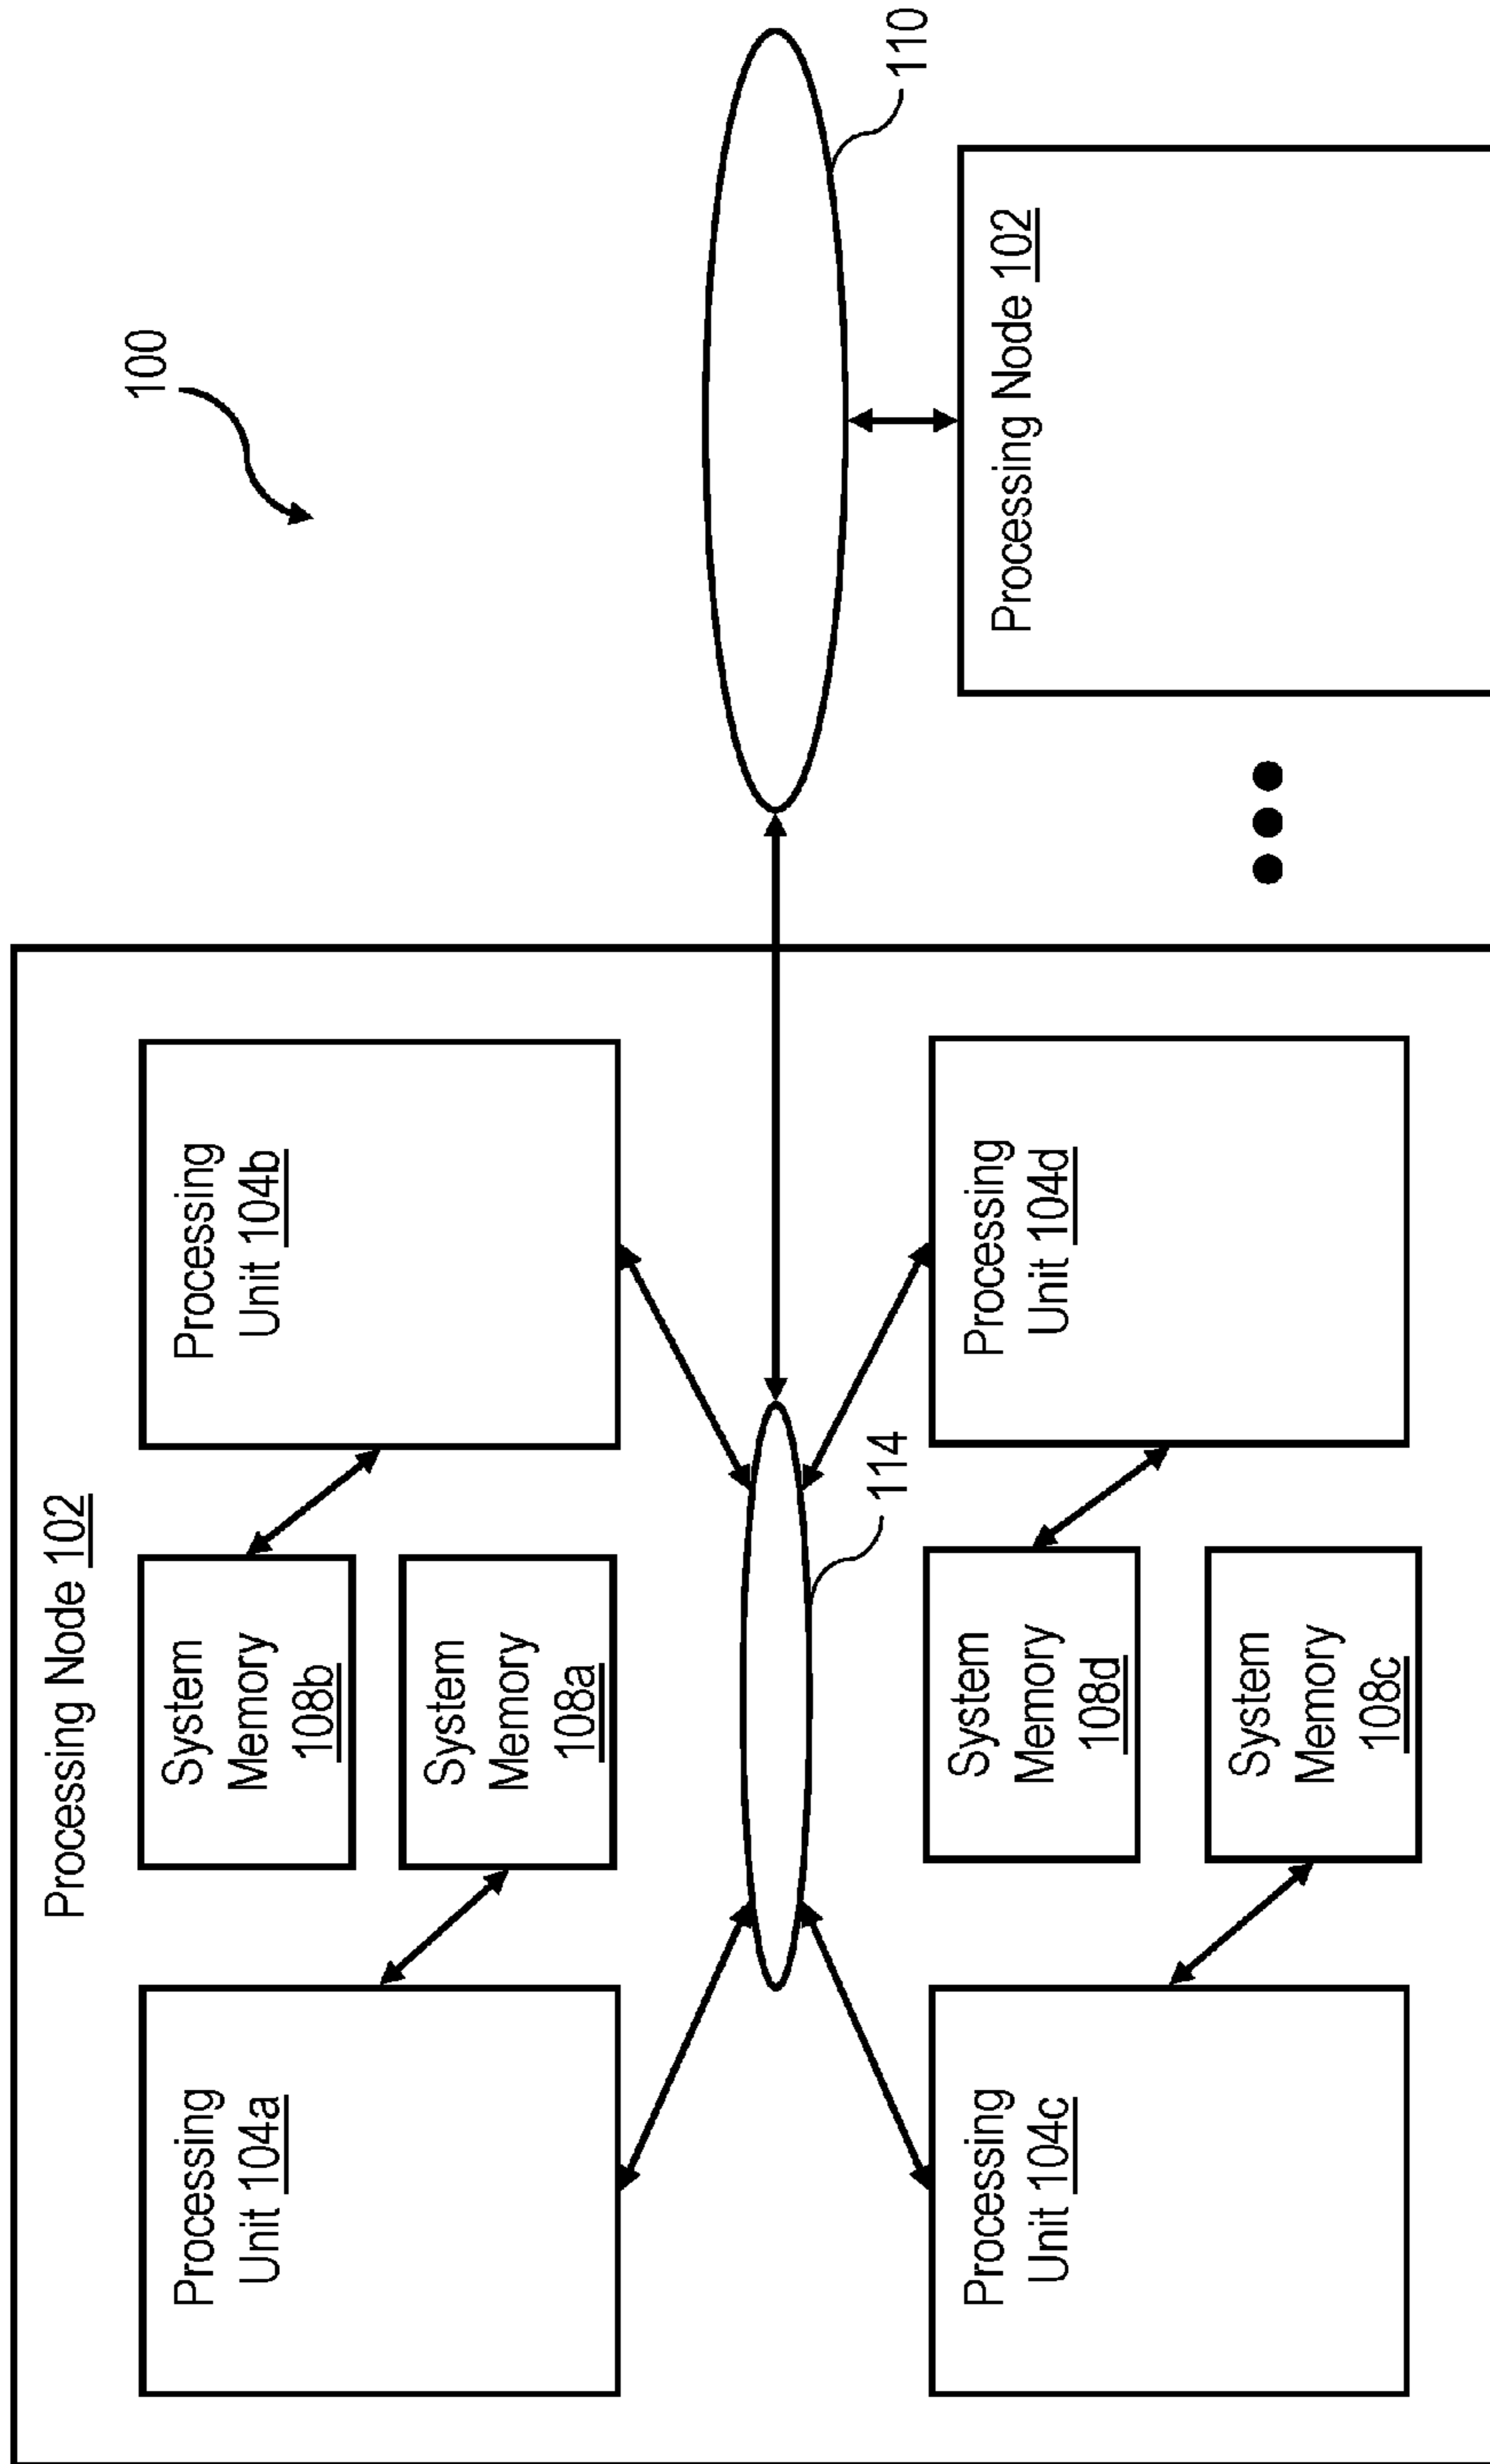 100
Processing Node 102
Processing
Unit 104a
System
Memory
108b
Processing
Unit 104b
System
Memory
108a
114
110
Processing
Unit 104c
System
Memory
108d
Processing
Unit 104d
System
Memory
108c
Processing Node 102